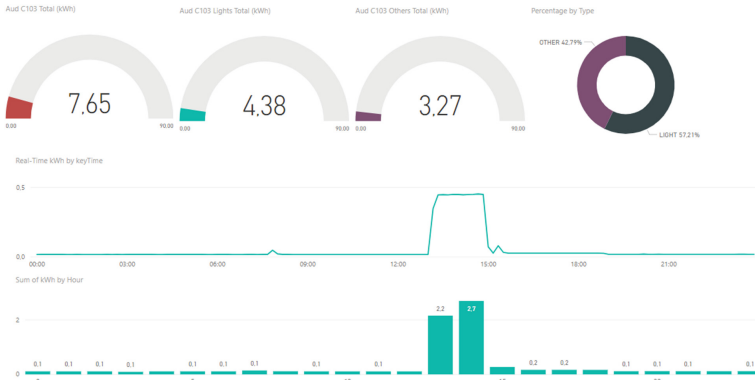 Aud C103 Total (kWh)
Aud C103 Lights Total (kWh)
Aud C103 Others Total (kWh)
Percentage by Type
7,65
0.00
90.00
4,38
0.00
90.00
3,27
0.00
90.00
OTHER 42.79%
LIGHT 57.21%
Real-Time kWh by keyTime
0,5
0,0
00:00 03:00 06:00 09:00 12:00 15:00 18:00 21:00
Sum of kWh by Hour
2
0
0.1 0.1 0.1 0.1 0.1 0.1 0.1 0.1 0.1 2,2 2,7 0.2 0.2 0.1 0.1 0.1 0.1